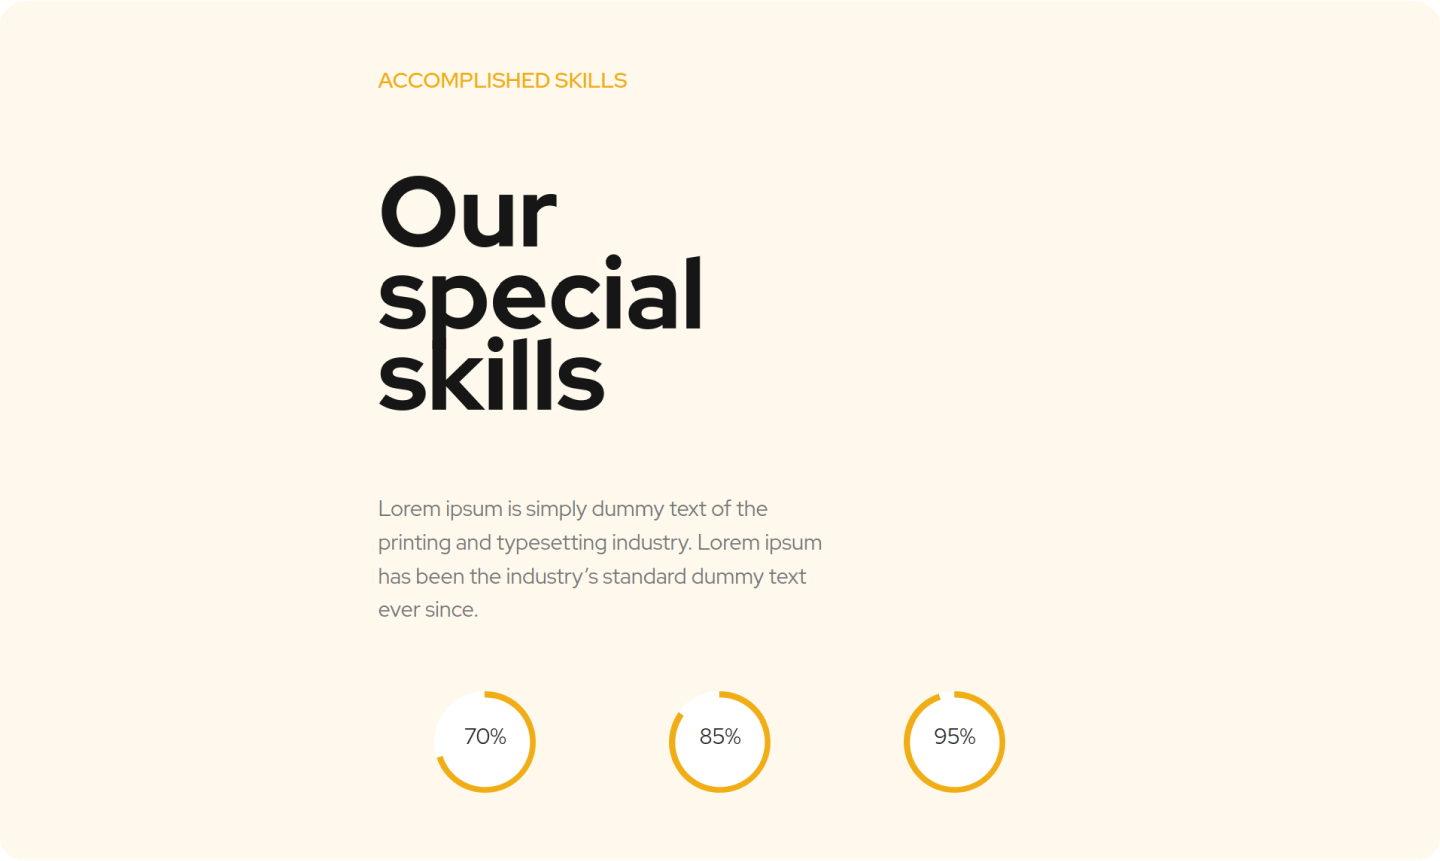 ACCOMPLISHED SKILLS
Our
special
skills
Lorem ipsum is simply dummy text of the
printing and typesetting industry. Lorem ipsum
has been the industry’s standard dummy text
ever since.
70%
85%
95%